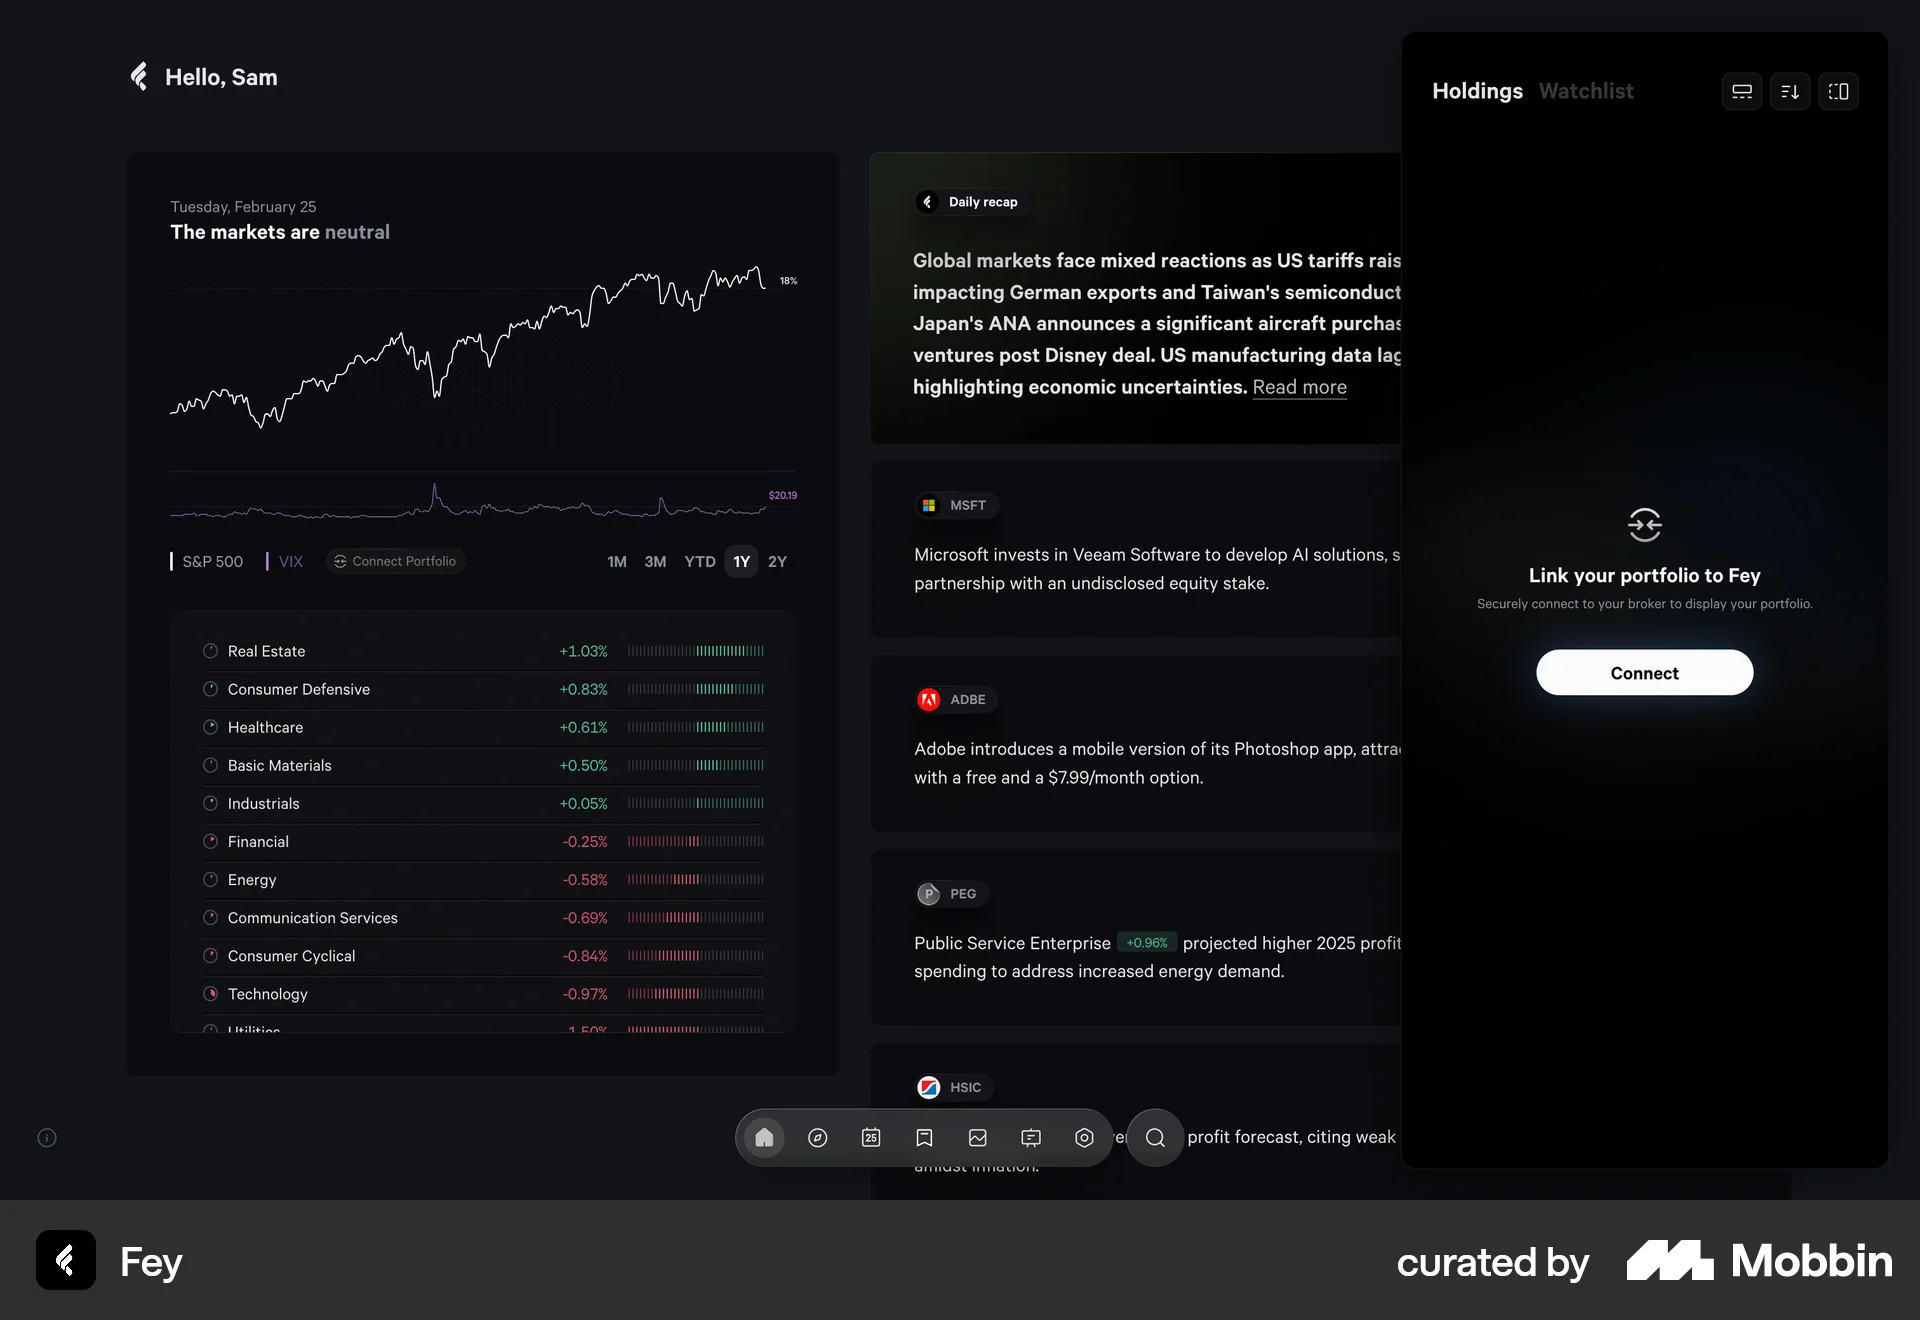 Hello, Sam
Tuesday, February 25
The markets are neutral
18%
$20.19
S&P 500
VIX
Connect Portfolio
1M
3M
YTD
1Y
2Y
Real Estate +1.03%
Consumer Defensive +0.83%
Healthcare +0.61%
Basic Materials +0.50%
Industrials +0.05%
Financial -0.25%
Energy -0.58%
Communication Services -0.69%
Consumer Cyclical -0.84%
Technology -0.97%
Utilities -1.50%
Daily recap
Global markets face mixed reactions as US tariffs rais
impacting German exports and Taiwan's semiconduct
Japan's ANA announces a significant aircraft purchas
ventures post Disney deal. US manufacturing data lag
highlighting economic uncertainties. Read more
MSFT
Microsoft invests in Veeam Software to develop AI solutions, s
partnership with an undisclosed equity stake.
ADBE
Adobe introduces a mobile version of its Photoshop app, attra
with a free and a $7.99/month option.
PEG
Public Service Enterprise +0.96% projected higher 2025 profit
spending to address increased energy demand.
HSIC
profit forecast, citing weak
amidst inflation.
25
Holdings Watchlist
Link your portfolio to Fey
Securely connect to your broker to display your portfolio.
Connect
Fey
curated by Mobbin